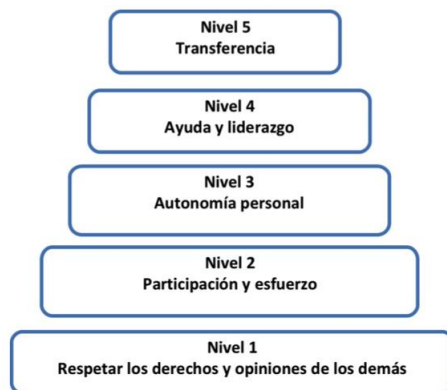 Nivel 5
Transferencia
Nivel 4
Ayuda y liderazgo
Nivel 3
Autonomía personal
Nivel 2
Participación y esfuerzo
Nivel 1
Respetar los derechos y opiniones de los demás